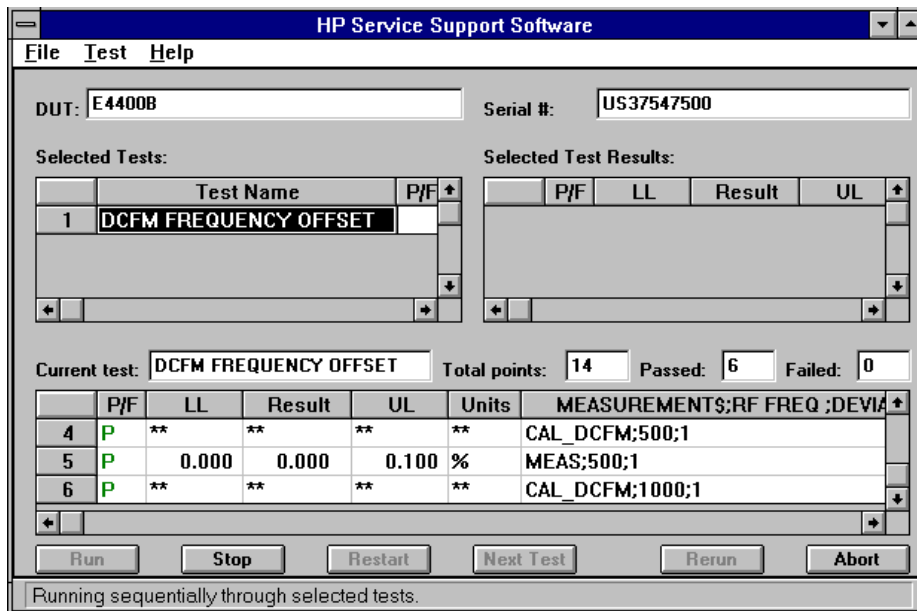 HP Service Support Software
File Test Help
DUT: E4400B Serial #: US37547500
Selected Tests: Selected Test Results:
Test Name P/F P/F LL Result UL
1 DCFM FREQUENCY OFFSET
Current test: DCFM FREQUENCY OFFSET Total points: 14 Passed: 6 Failed: 0
P/F LL Result UL Units MEASUREMENT$;RF FREQ ;DEVIA
4 P ** ** ** ** CAL_DCFM;500;1
5 P 0.000 0.000 0.100 % MEAS;500;1
6 P ** ** ** ** CAL_DCFM;1000;1
Run Stop Restart Next Test Rerun Abort
Running sequentially through selected tests.